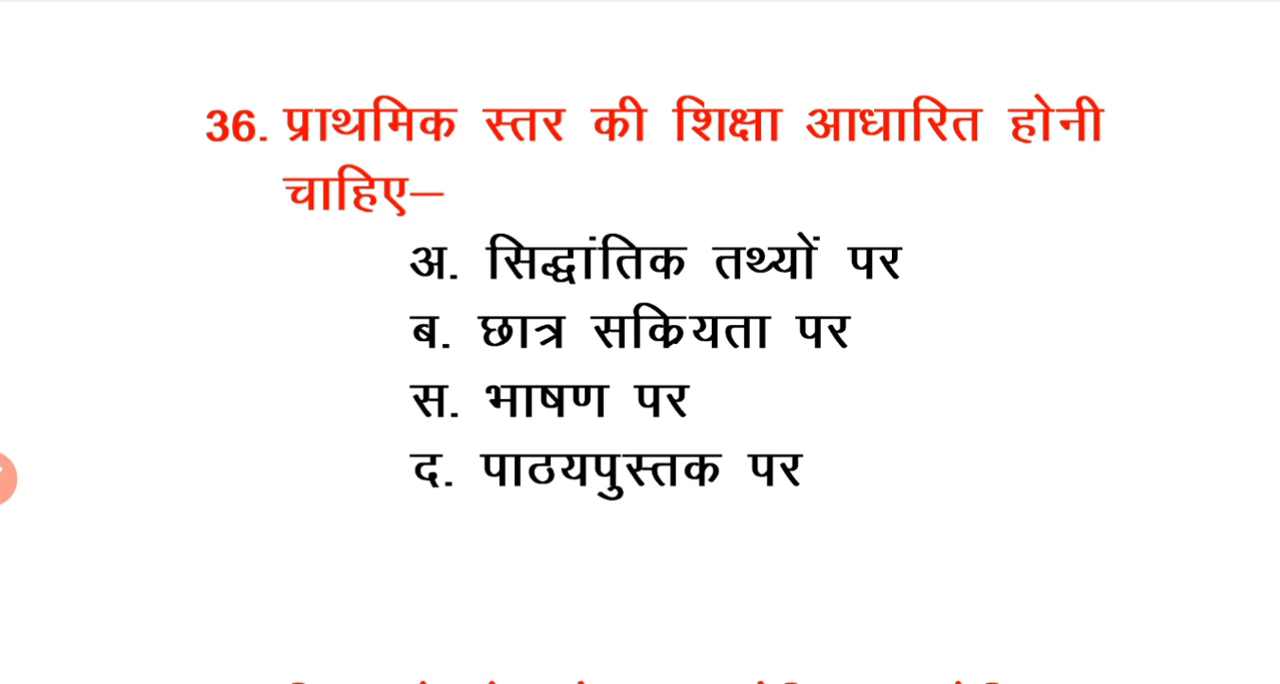 36. प्राथमिक स्तर की शिक्षा आधारित होनी
चाहिए–
अ. सिद्धांतिक तथ्यों पर
ब. छात्र सक्रियता पर
स. भाषण पर
द. पाठयपुस्तक पर